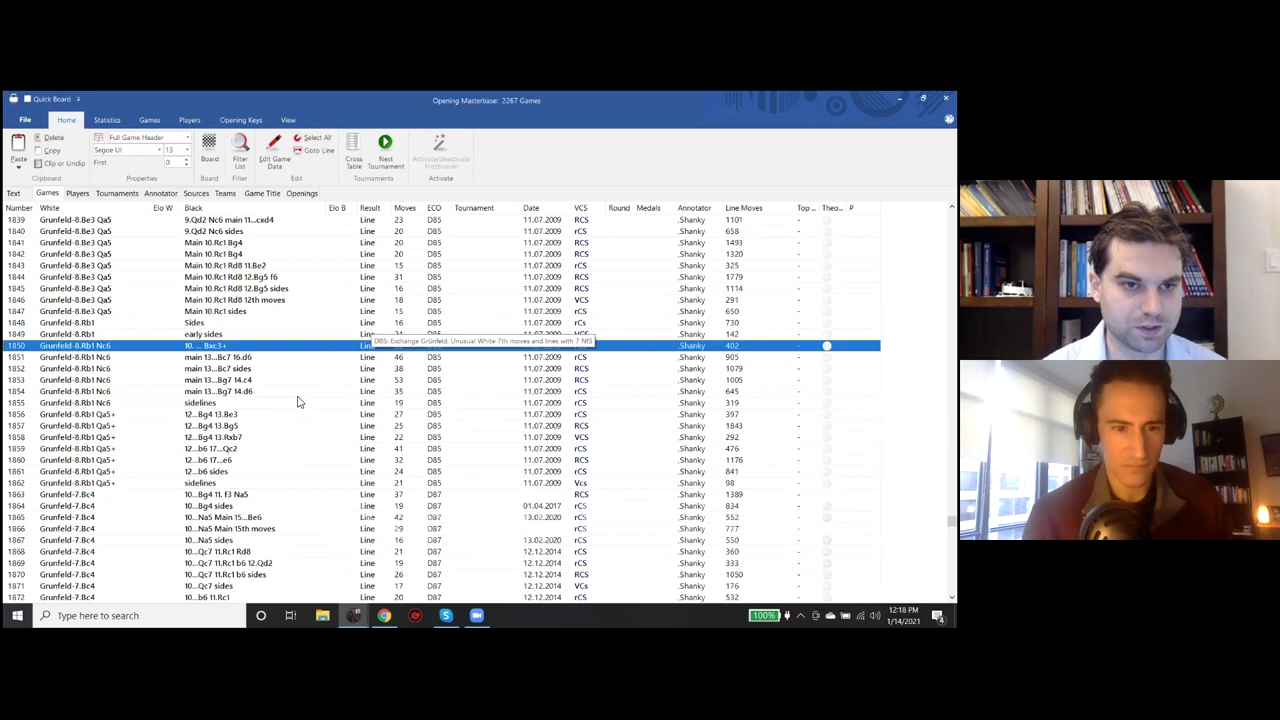 Quick Board
Opening Masterbase: 2267 Games
File Home Statistics Games Players Opening Keys View
Paste
Delete
Copy
Clip or Undip
Clipboard
Full Game Header
Segoe UI 13
First 0
Properties
Board
Board
Filter List
Filter
Edit Game Data
Select All
Goto Line
Edit
Cross Table
Next Tournament
Tournaments
Activate/deactivate Fritztrainer
Activate
Text Games Players Tournaments Annotator Sources Teams Game Title Openings
Number White Elo W Black Elo B Result Moves ECO Tournament Date VCS Round Medals Annotator Line Moves Top ... Theo... P
1839 Grunfeld-8.Be3 Qa5 9.Qd2 Nc6 main 11...cxd4 Line 23 D85 11.07.2009 RCS ,Shanky 1101 -
1840 Grunfeld-8.Be3 Qa5 9.Qd2 Nc6 sides Line 20 D85 11.07.2009 rCS ,Shanky 658 -
1841 Grunfeld-8.Be3 Qa5 Main 10.Rc1 Bg4 Line 20 D85 11.07.2009 RCS ,Shanky 1493 -
1842 Grunfeld-8.Be3 Qa5 Main 10.Rc1 Bg4 Line 20 D85 11.07.2009 RCS ,Shanky 1320 -
1843 Grunfeld-8.Be3 Qa5 Main 10.Rc1 Rd8 11.Be2 Line 15 D85 11.07.2009 rCS ,Shanky 325 -
1844 Grunfeld-8.Be3 Qa5 Main 10.Rc1 Rd8 12.Bg5 f6 Line 31 D85 11.07.2009 RCS ,Shanky 1779 -
1845 Grunfeld-8.Be3 Qa5 Main 10.Rc1 Rd8 12.Bg5 sides Line 16 D85 11.07.2009 RCS ,Shanky 1114 -
1846 Grunfeld-8.Be3 Qa5 Main 10.Rc1 Rd8 12th moves Line 18 D85 11.07.2009 VCS ,Shanky 291 -
1847 Grunfeld-8.Be3 Qa5 Main 10.Rc1 sides Line 15 D85 11.07.2009 rCS ,Shanky 650 -
1848 Grunfeld-8.Rb1 Sides Line 16 D85 11.07.2009 rCs ,Shanky 730 -
1849 Grunfeld-8.Rb1 early sides Line D85 11.07.2009 ,Shanky 142 -
D85: Exchange Grünfeld: Unusual White 7th moves and lines with 7 Nf3
1850 Grunfeld-8.Rb1 Nc6 10. ... Bxc3+ ,Shanky 402 -
1851 Grunfeld-8.Rb1 Nc6 main 13...Bc7 16.d6 Line 46 D85 11.07.2009 rCS ,Shanky 905 -
1852 Grunfeld-8.Rb1 Nc6 main 13...Bc7 sides Line 38 D85 11.07.2009 RCS ,Shanky 1079 -
1853 Grunfeld-8.Rb1 Nc6 main 13...Bg7 14.c4 Line 53 D85 11.07.2009 RCS ,Shanky 1005 -
1854 Grunfeld-8.Rb1 Nc6 main 13...Bg7 14.d6 Line 35 D85 11.07.2009 rCS ,Shanky 645 -
1855 Grunfeld-8.Rb1 Nc6 sidelines Line 19 D85 11.07.2009 rCS ,Shanky 319 -
1856 Grunfeld-8.Rb1 Qa5+ 12...Bg4 13.Be3 Line 27 D85 11.07.2009 rCS ,Shanky 397 -
1857 Grunfeld-8.Rb1 Qa5+ 12...Bg4 13.Bg5 Line 25 D85 11.07.2009 RCS ,Shanky 1843 -
1858 Grunfeld-8.Rb1 Qa5+ 12...Bg4 13.Rxb7 Line 22 D85 11.07.2009 VCS ,Shanky 292 -
1859 Grunfeld-8.Rb1 Qa5+ 12...b6 17...Qc2 Line 41 D85 11.07.2009 rCS ,Shanky 476 -
1860 Grunfeld-8.Rb1 Qa5+ 12...b6 17...e6 Line 32 D85 11.07.2009 RCS ,Shanky 1176 -
1861 Grunfeld-8.Rb1 Qa5+ 12...b6 sides Line 24 D85 11.07.2009 rCS ,Shanky 841 -
1862 Grunfeld-8.Rb1 Qa5+ sidelines Line 21 D85 11.07.2009 Vcs ,Shanky 98 -
1863 Grunfeld-7.Bc4 10...Bg4 11. f3 Na5 Line 37 D87 RCS ,Shanky 1389 -
1864 Grunfeld-7.Bc4 10...Bg4 sides Line 19 D87 01.04.2017 rCS ,Shanky 834 -
1865 Grunfeld-7.Bc4 10...Na5 Main 15...Be6 Line 42 D87 13.02.2020 rCS ,Shanky 552 -
1866 Grunfeld-7.Bc4 10...Na5 Main 15th moves Line 29 D87 rCS ,Shanky 777 -
1867 Grunfeld-7.Bc4 10...Na5 sides Line 16 D87 13.02.2020 rCS ,Shanky 550 -
1868 Grunfeld-7.Bc4 10...Qc7 11.Rc1 Rd8 Line 21 D87 12.12.2014 rCS ,Shanky 360 -
1869 Grunfeld-7.Bc4 10...Qc7 11.Rc1 b6 12.Qd2 Line 19 D87 12.12.2014 rCS ,Shanky 333 -
1870 Grunfeld-7.Bc4 10...Qc7 11.Rc1 b6 sides Line 26 D87 12.12.2014 RCS ,Shanky 1050 -
1871 Grunfeld-7.Bc4 10...Qc7 sides Line 17 D87 12.12.2014 VCs ,Shanky 176 -
1872 Grunfeld-7.Bc4 10...b6 11.Rc1 Line 20 D87 12.12.2014 rCS ,Shanky 532 -
Type here to search
100%
12:18 PM
1/14/2021
4